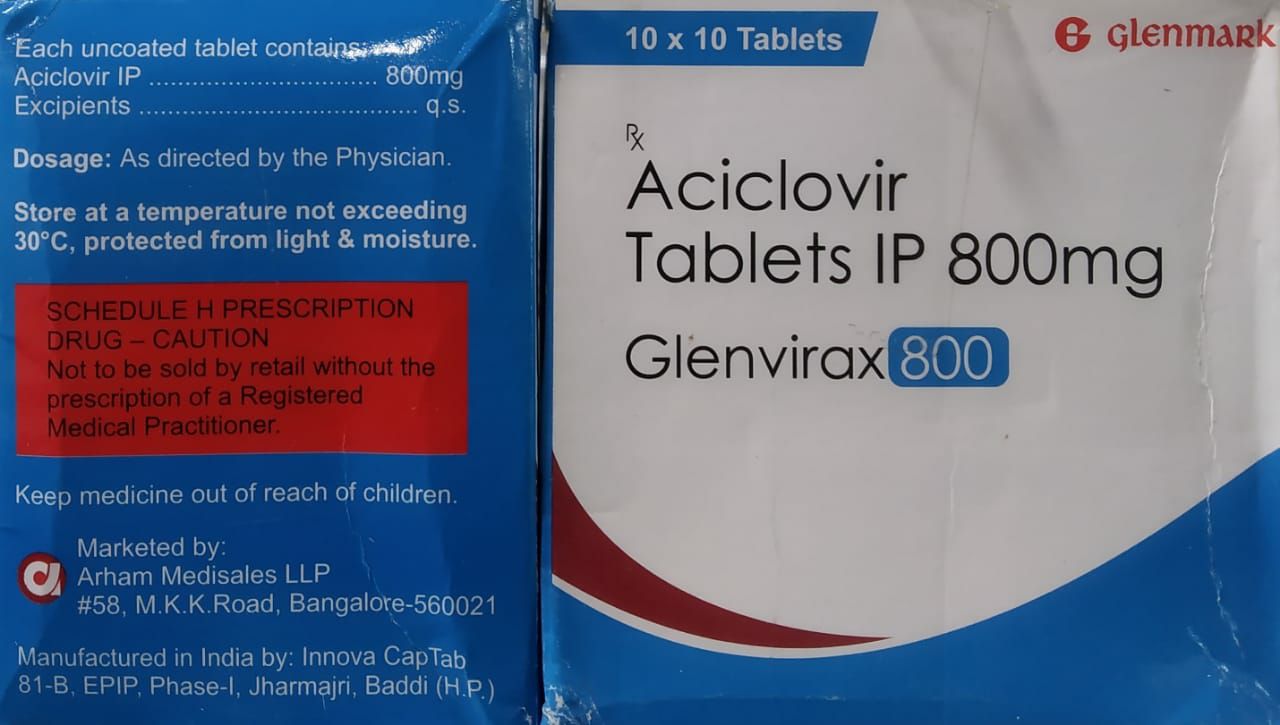 Each uncoated tablet contains:
Aciclovir IP ................................ 800mg
Excipients ....................................... q.s.
Dosage: As directed by the Physician.
Store at a temperature not exceeding
30°C, protected from light & moisture.
SCHEDULE H PRESCRIPTION
DRUG – CAUTION
Not to be sold by retail without the
prescription of a Registered
Medical Practitioner.
Keep medicine out of reach of children.
Marketed by:
Arham Medisales LLP
#58, M.K.K.Road, Bangalore-560021
Manufactured in India by: Innova CapTab
81-B, EPIP, Phase-I, Jharmajri, Baddi (H.P.)
10 x 10 Tablets
G glenmark
Rx
Aciclovir
Tablets IP 800mg
Glenvirax 800